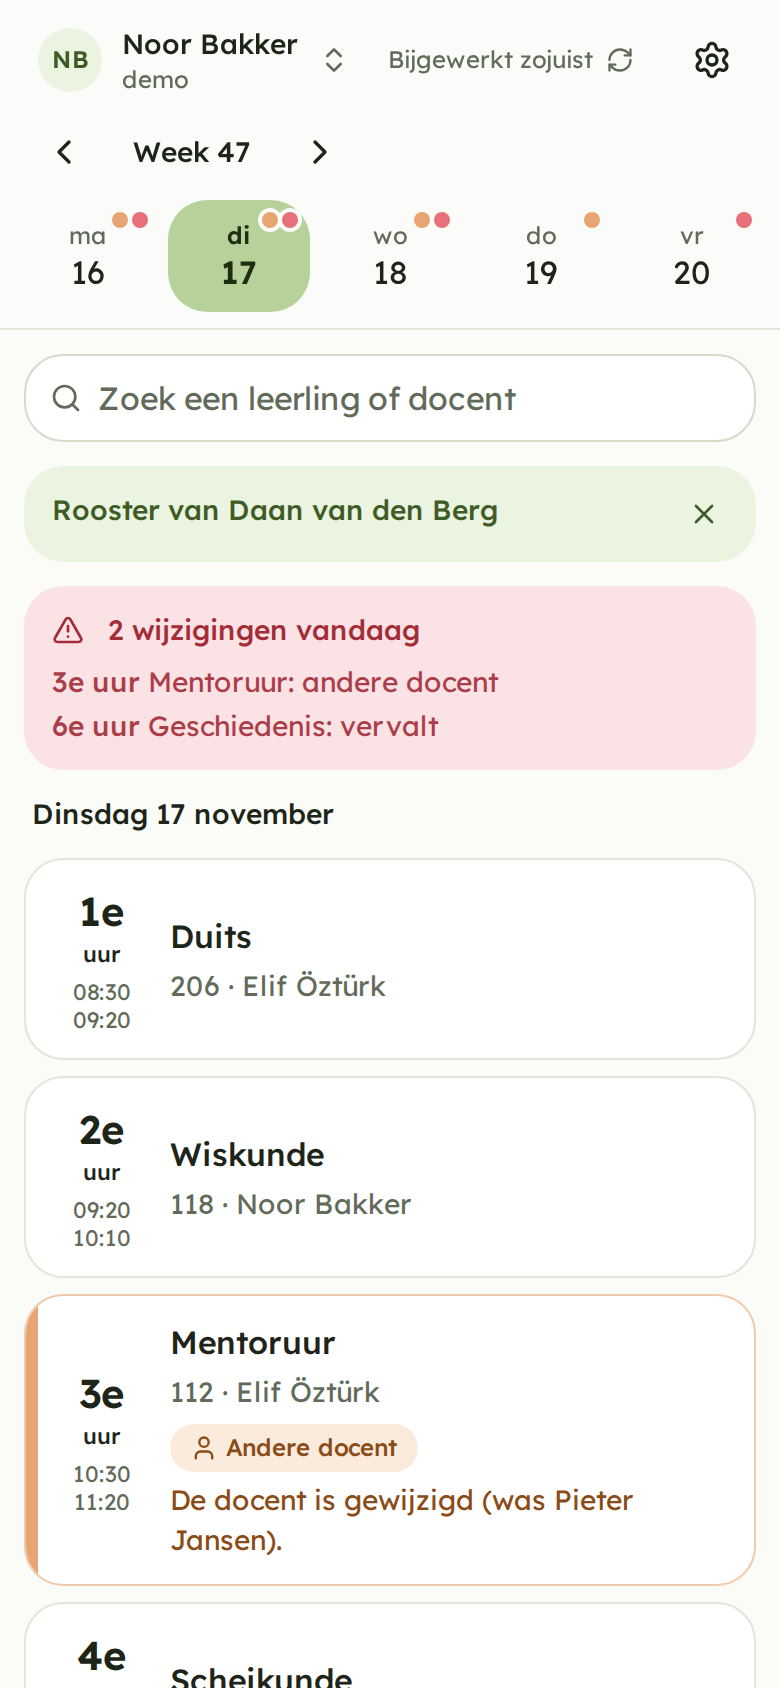 NB
Noor Bakker
demo
Bijgewerkt zojuist
Week 47
ma
16
di
17
wo
18
do
19
vr
20
Zoek een leerling of docent
Rooster van Daan van den Berg
2 wijzigingen vandaag
3e uur Mentoruur: andere docent
6e uur Geschiedenis: vervalt
Dinsdag 17 november
1e
uur
08:30
09:20
Duits
206 · Elif Öztürk
2e
uur
09:20
10:10
Wiskunde
118 · Noor Bakker
3e
uur
10:30
11:20
Mentoruur
112 · Elif Öztürk
Andere docent
De docent is gewijzigd (was Pieter
Jansen).
4e
Scheikunde